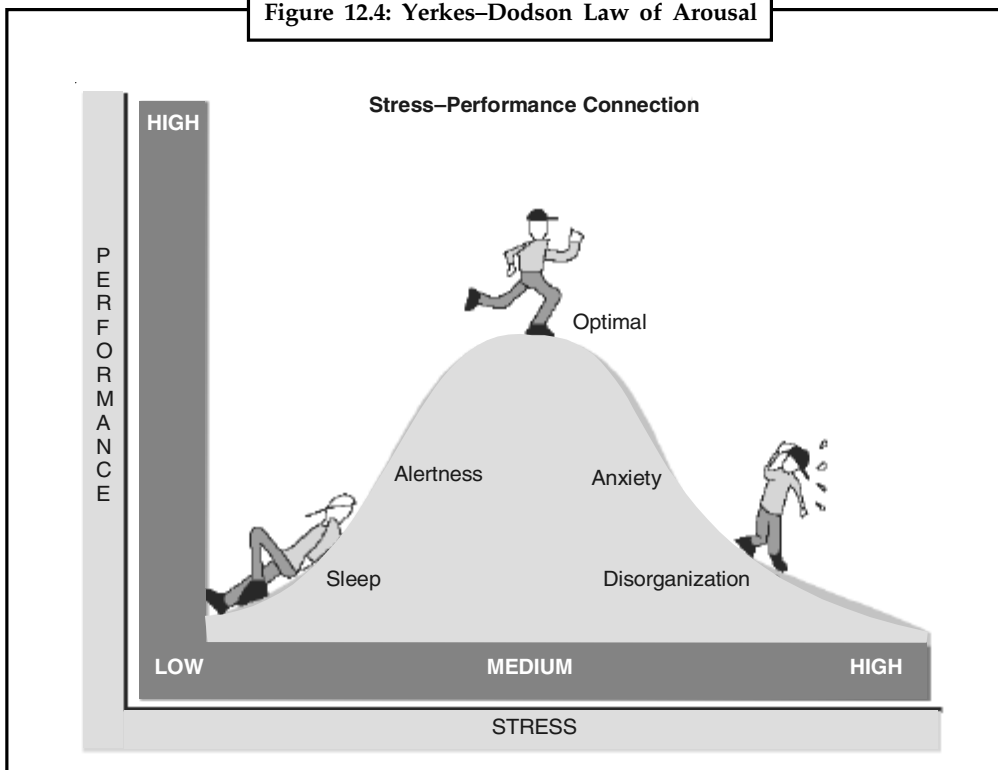 Figure 12.4: Yerkes–Dodson Law of Arousal
Stress–Performance Connection
HIGH
PERFORMANCE
Optimal
Alertness
Anxiety
Sleep
Disorganization
LOW
MEDIUM
HIGH
STRESS